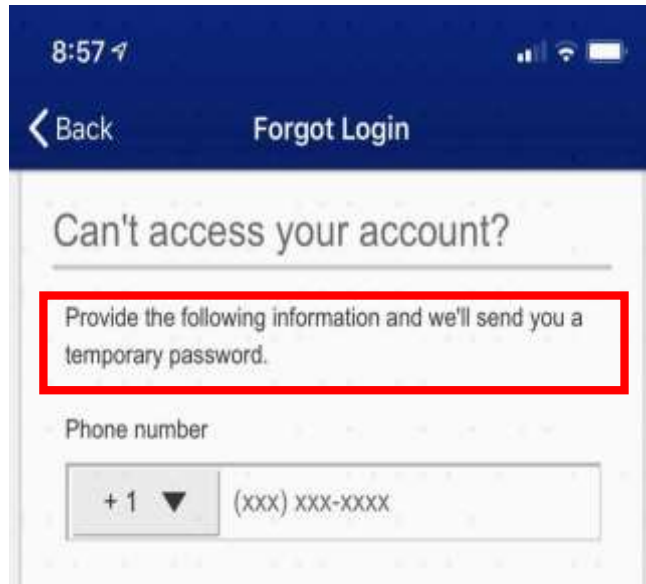 8:57
Back
Forgot Login
Can't access your account?
Provide the following information and we'll send you a
temporary password.
Phone number
+ 1
(xxx) xxx-xxxx